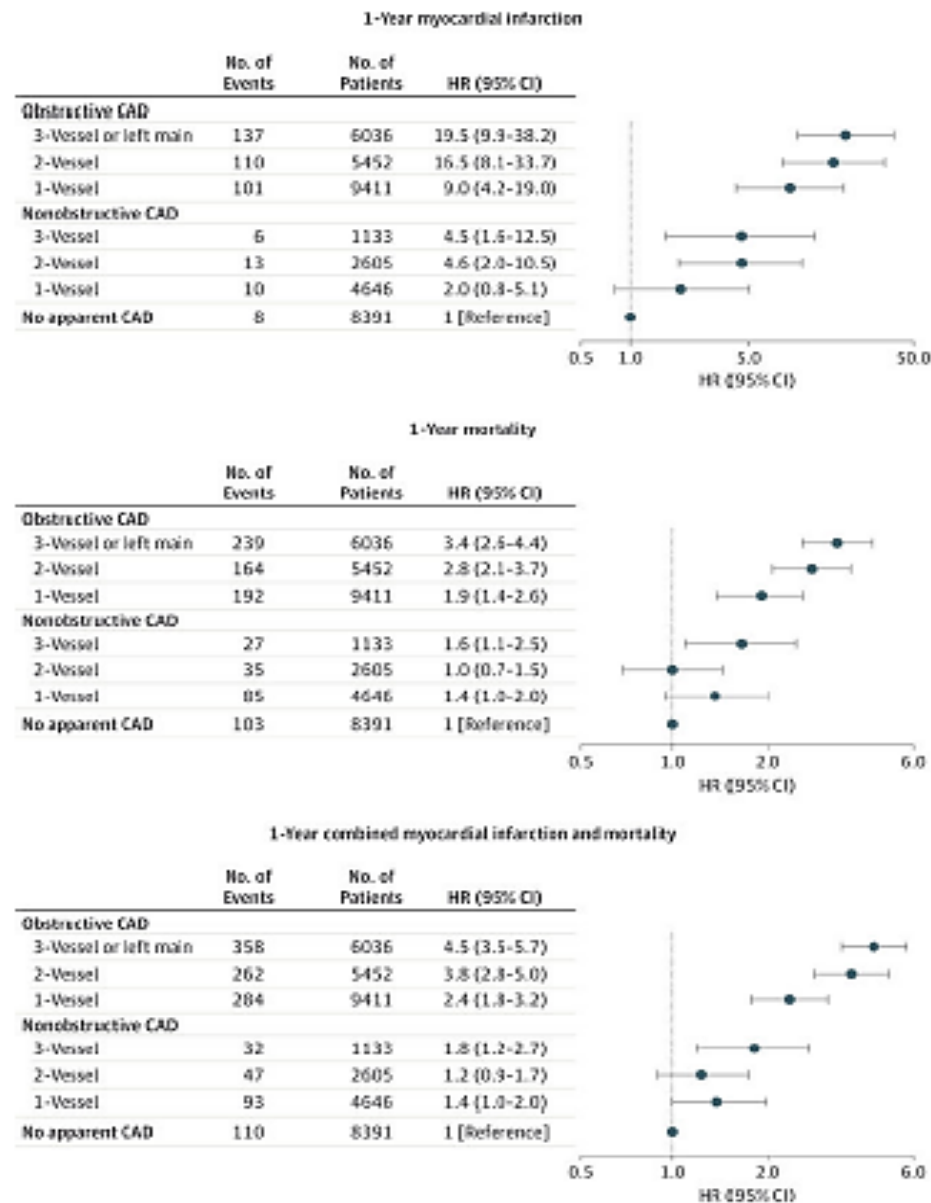 1-Year myocardial infarction
No. of Events No. of Patients HR (95% CI)
Obstructive CAD
3-Vessel or left main 137 6036 19.5 (9.9-38.2)
2-Vessel 110 5452 16.5 (8.1-33.7)
1-Vessel 101 9411 9.0 (4.2-19.0)
Nonobstructive CAD
3-Vessel 6 1133 4.5 (1.6-12.5)
2-Vessel 13 2605 4.6 (2.0-10.5)
1-Vessel 10 4646 2.0 (0.8-5.1)
No apparent CAD 8 8391 1 [Reference]
0.5 1.0 5.0 50.0
HR (95% CI)
1-Year mortality
No. of Events No. of Patients HR (95% CI)
Obstructive CAD
3-Vessel or left main 239 6036 3.4 (2.6-4.4)
2-Vessel 164 5452 2.8 (2.1-3.7)
1-Vessel 192 9411 1.9 (1.4-2.6)
Nonobstructive CAD
3-Vessel 27 1133 1.6 (1.1-2.5)
2-Vessel 35 2605 1.0 (0.7-1.5)
1-Vessel 85 4646 1.4 (1.0-2.0)
No apparent CAD 103 8391 1 [Reference]
0.5 1.0 2.0 6.0
HR (95% CI)
1-Year combined myocardial infarction and mortality
No. of Events No. of Patients HR (95% CI)
Obstructive CAD
3-Vessel or left main 358 6036 4.5 (3.5-5.7)
2-Vessel 262 5452 3.8 (2.8-5.0)
1-Vessel 284 9411 2.4 (1.8-3.2)
Nonobstructive CAD
3-Vessel 32 1133 1.8 (1.2-2.7)
2-Vessel 47 2605 1.2 (0.9-1.7)
1-Vessel 93 4646 1.4 (1.0-2.0)
No apparent CAD 110 8391 1 [Reference]
0.5 1.0 2.0 6.0
HR (95% CI)